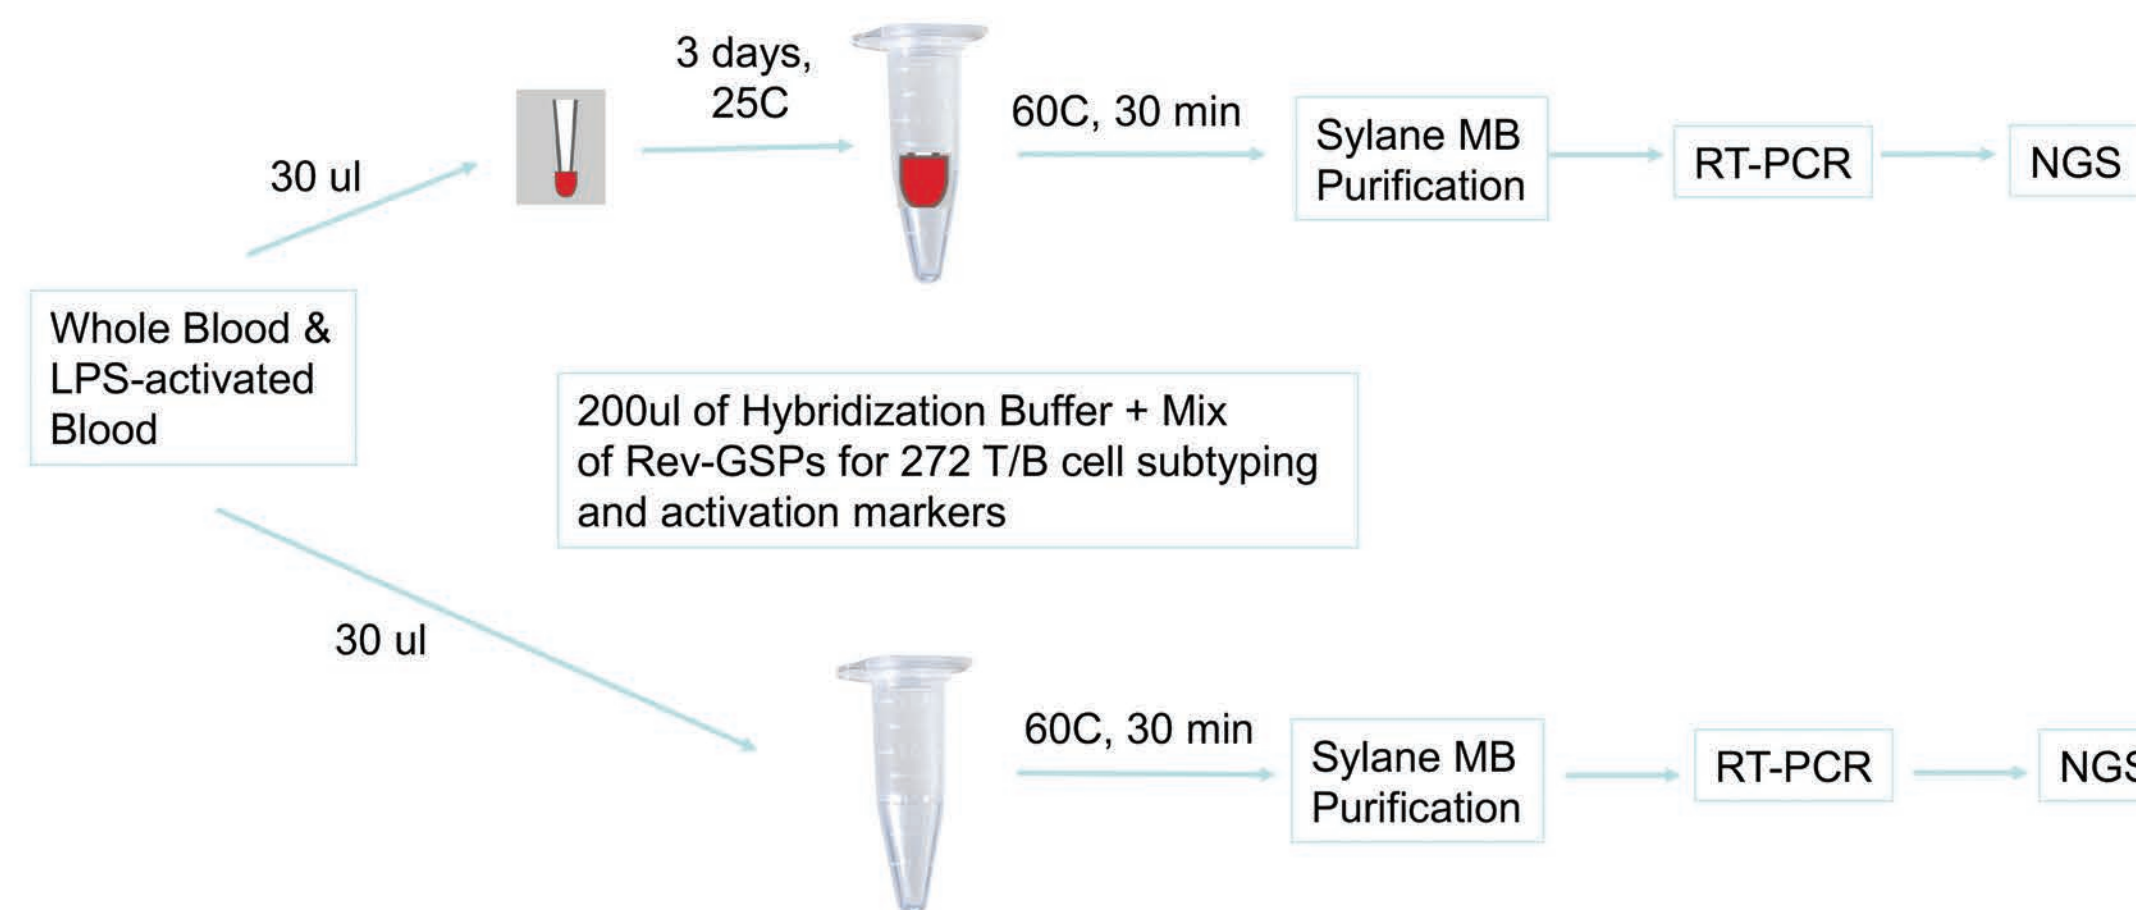 3 days,
25C
60C, 30 min
30 ul
Sylane MB
Purification
RT-PCR
NGS
Whole Blood &
LPS-activated
Blood
200ul of Hybridization Buffer + Mix
of Rev-GSPs for 272 T/B cell subtyping
and activation markers
30 ul
60C, 30 min
Sylane MB
Purification
RT-PCR
NGS